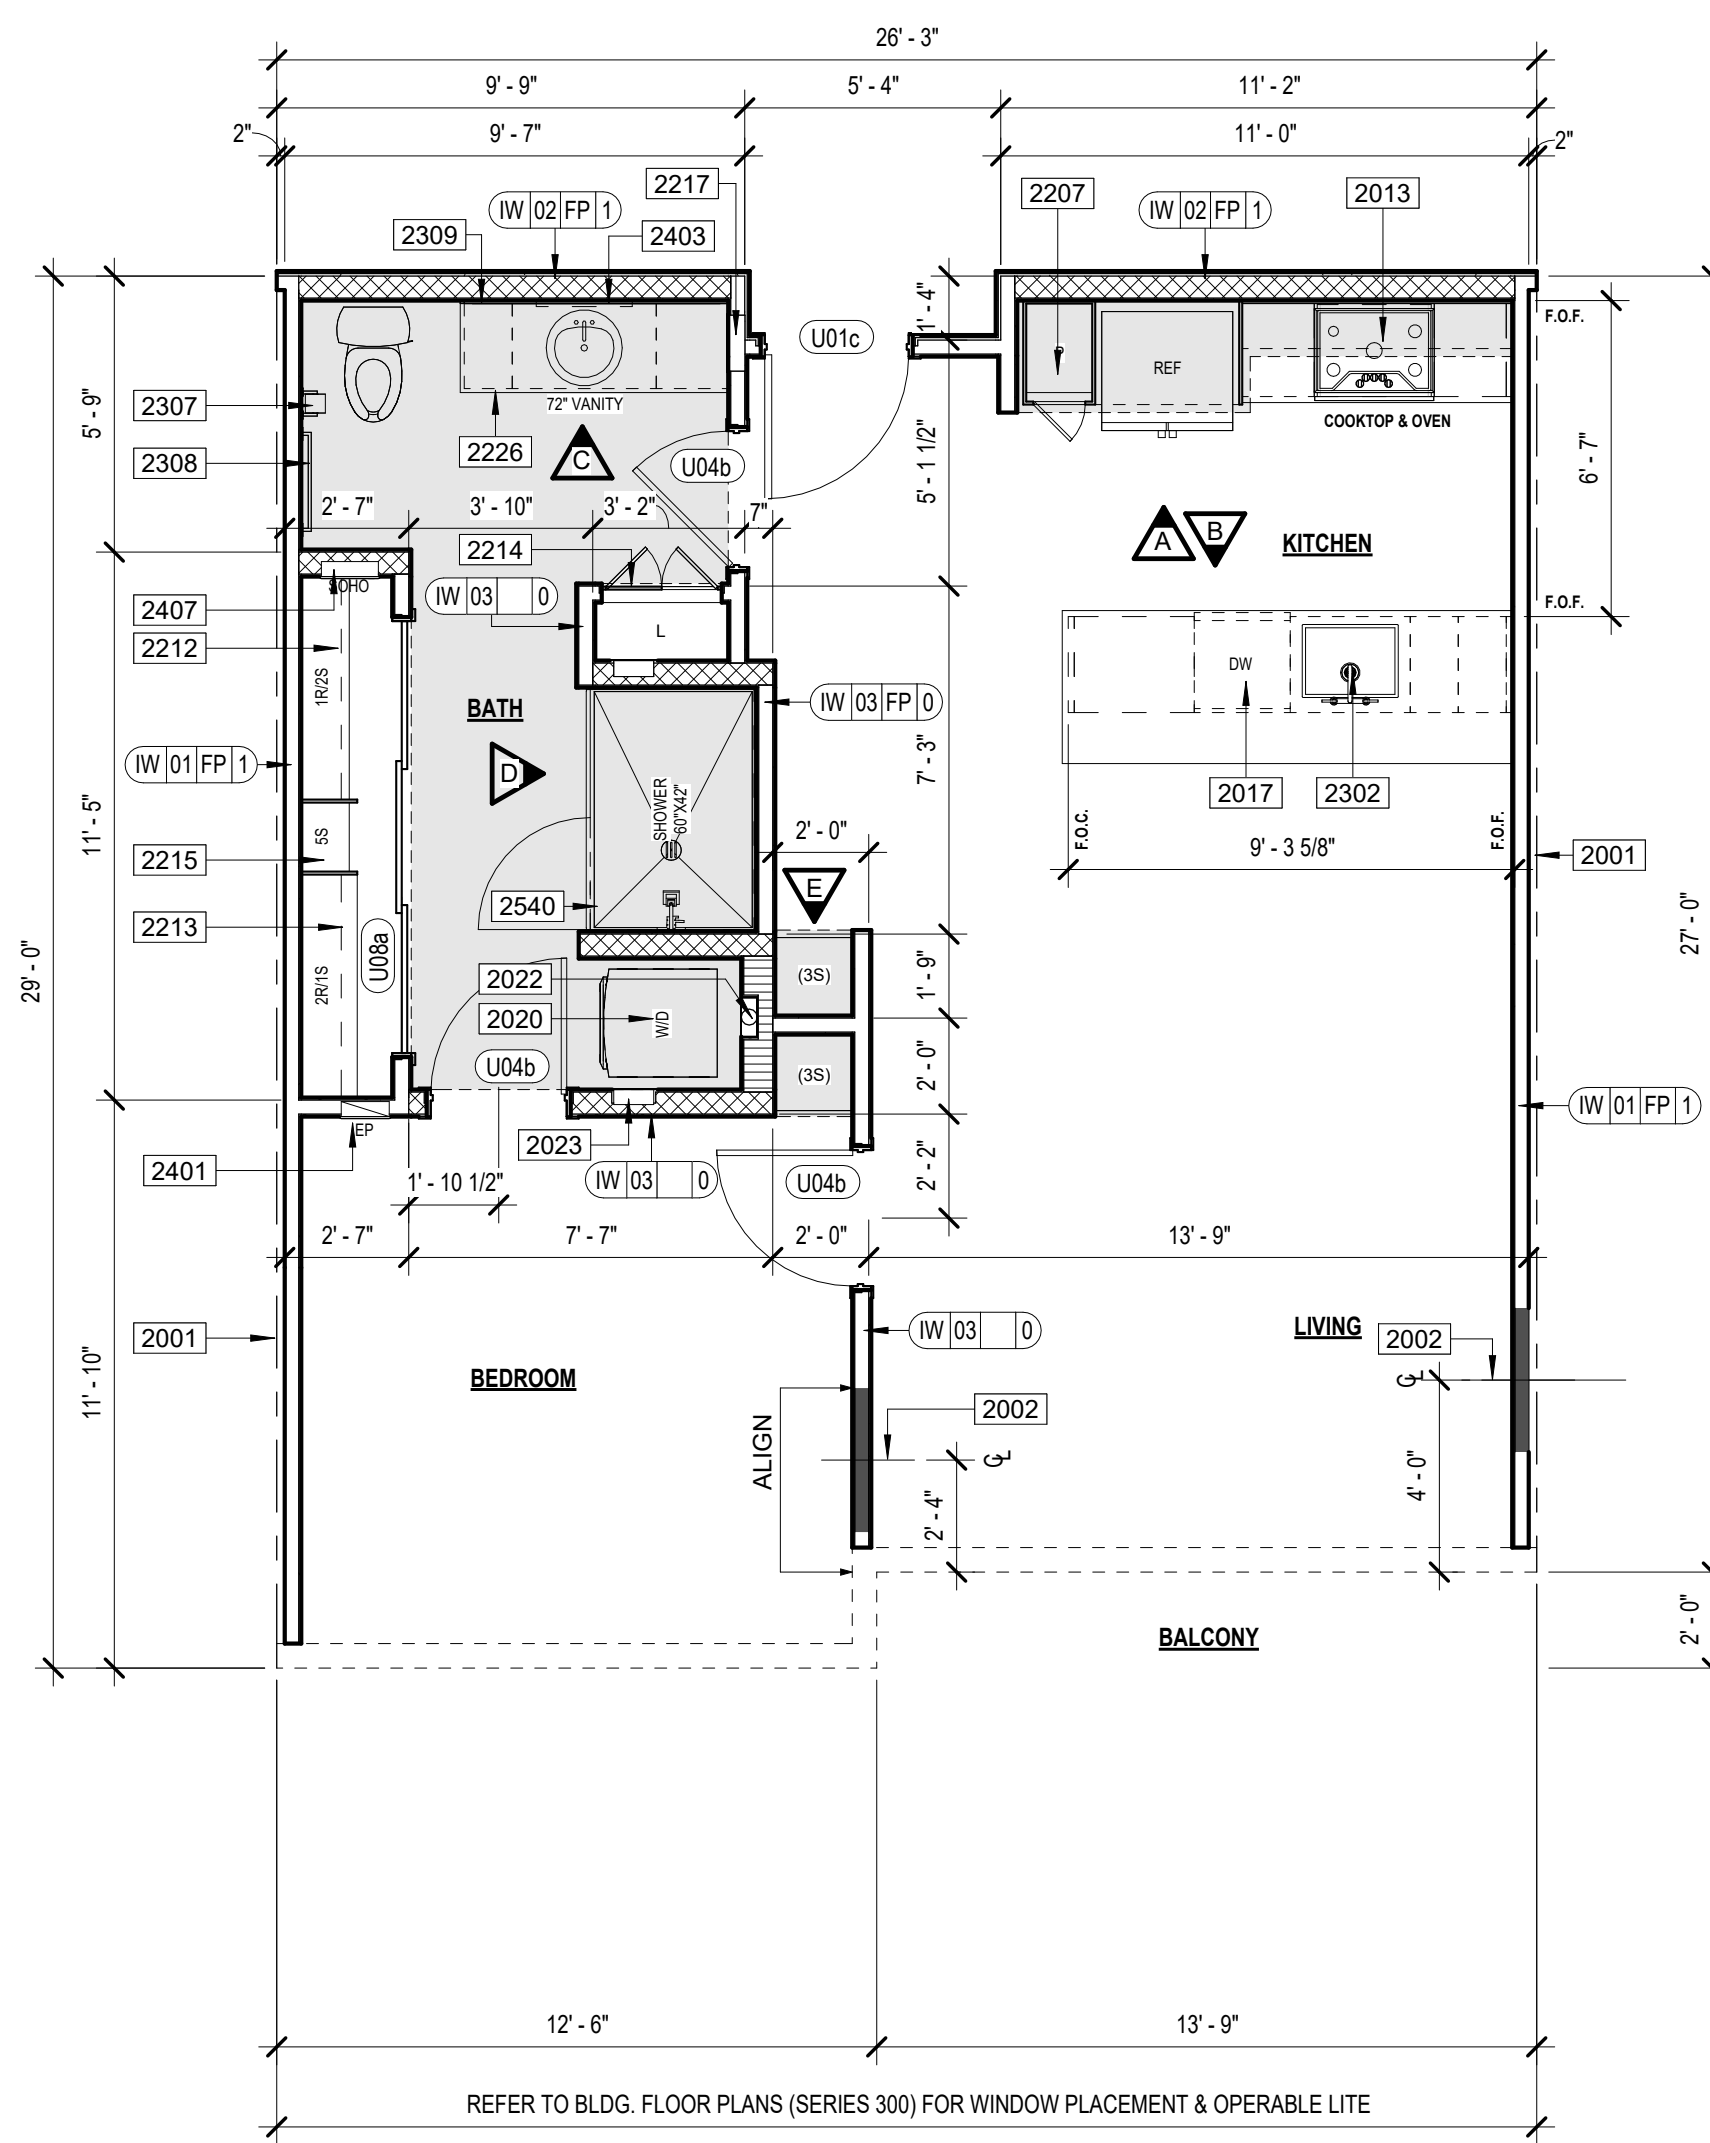 26' - 3"
9' - 9"
5' - 4"
11' - 2"
2"
9' - 7"
11' - 0"
2"
2217
2207
2013
IW 02 FP 1
IW 02 FP 1
2309
2403
1' - 4"
F.O.F.
U01c
REF
2307
72" VANITY
COOKTOP & OVEN
5' - 9"
2226
C
U04b
2308
5' - 1 1/2"
6' - 7"
2' - 7"
3' - 10"
3' - 2"
7"
A
B
KITCHEN
2214
SOHO
IW 03 0
F.O.F.
2407
L
2212
DW
1R/2S
BATH
IW 03 FP 0
IW 01 FP 1
D
7' - 3"
2017
2302
SHOWER
60"X42"
11' - 5"
5S
2' - 0"
F.O.C.
F.O.F.
2215
9' - 3 5/8"
2001
E
2540
2213
U08a
29' - 0"
27' - 0"
2R/1S
2022
(3S)
1' - 9"
2020
W/D
U04b
(3S)
2' - 0"
IW 01 FP 1
EP
2023
2401
IW 03 0
U04b
2' - 2"
1' - 10 1/2"
2' - 7"
7' - 7"
2' - 0"
13' - 9"
2001
IW 03 0
LIVING
2002
BEDROOM
CL
11' - 10"
2002
ALIGN
CL
4' - 0"
2' - 4"
2' - 0"
BALCONY
12' - 6"
13' - 9"
REFER TO BLDG. FLOOR PLANS (SERIES 300) FOR WINDOW PLACEMENT & OPERABLE LITE